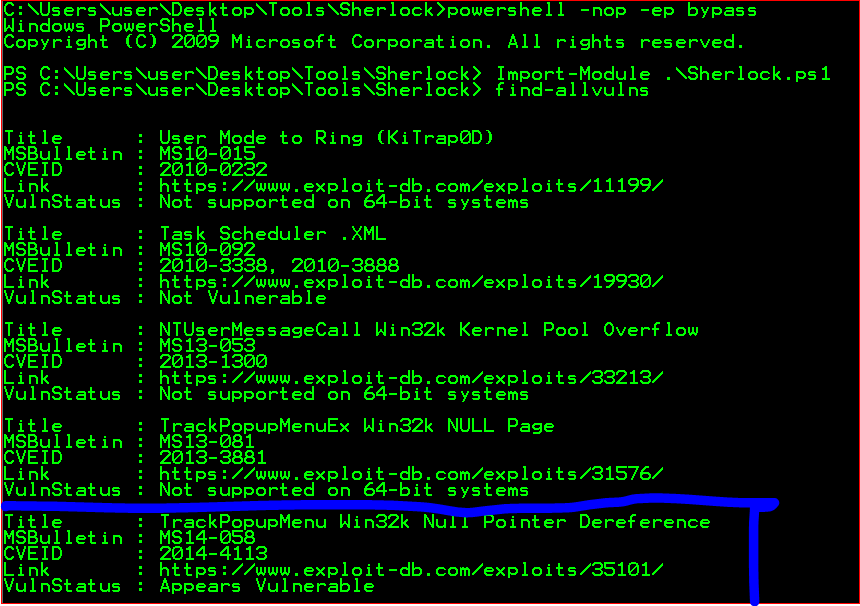 C:\Users\user\Desktop\Tools\Sherlock>powershell -nop -ep bypass
Windows PowerShell
Copyright (C) 2009 Microsoft Corporation. All rights reserved.
PS C:\Users\user\Desktop\Tools\Sherlock> Import-Module .\Sherlock.ps1
PS C:\Users\user\Desktop\Tools\Sherlock> find-allvulns
Title : User Mode to Ring (KiTrap0D)
MSBulletin : MS10-015
CVEID : 2010-0232
Link : https://www.exploit-db.com/exploits/11199/
VulnStatus : Not supported on 64-bit systems
Title : Task Scheduler .XML
MSBulletin : MS10-092
CVEID : 2010-3338, 2010-3888
Link : https://www.exploit-db.com/exploits/19930/
VulnStatus : Not Vulnerable
Title : NTUserMessageCall Win32k Kernel Pool Overflow
MSBulletin : MS13-053
CVEID : 2013-1300
Link : https://www.exploit-db.com/exploits/33213/
VulnStatus : Not supported on 64-bit systems
Title : TrackPopupMenuEx Win32k NULL Page
MSBulletin : MS13-081
CVEID : 2013-3881
Link : https://www.exploit-db.com/exploits/31576/
VulnStatus : Not supported on 64-bit systems
Title : TrackPopupMenu Win32k Null Pointer Dereference
MSBulletin : MS14-058
CVEID : 2014-4113
Link : https://www.exploit-db.com/exploits/35101/
VulnStatus : Appears Vulnerable